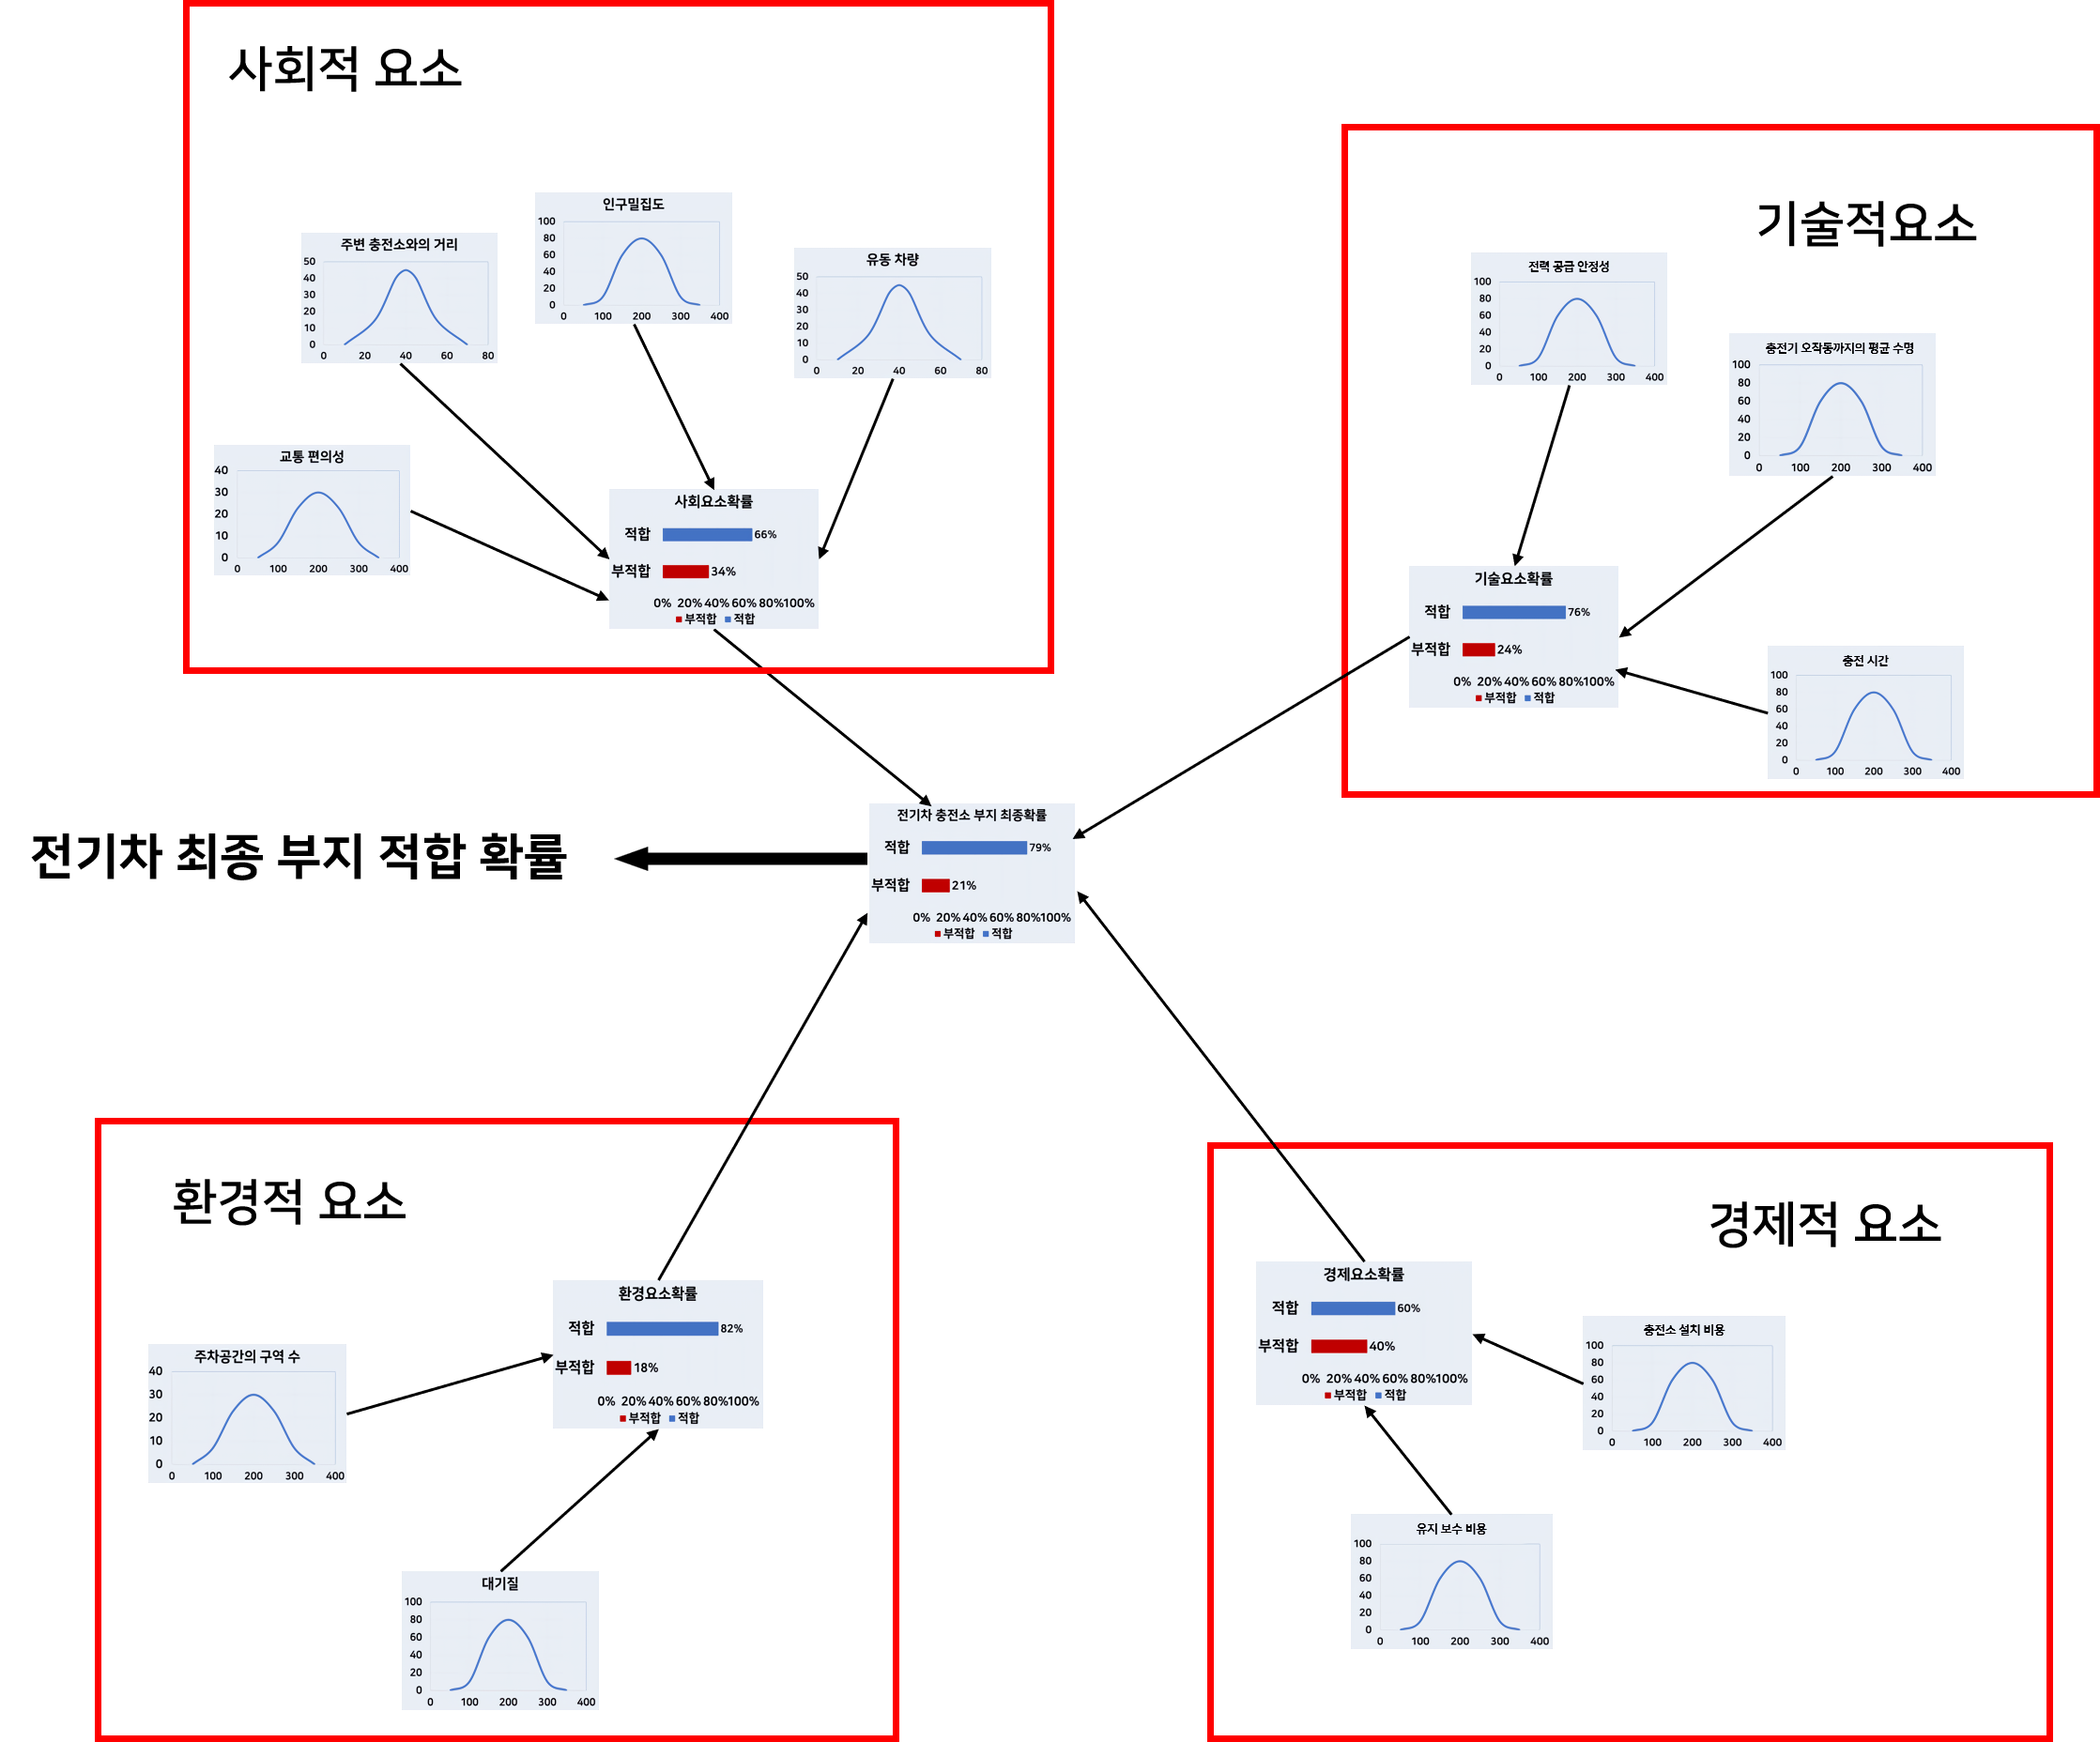 사회적 요소
주변 충전소와의 거리
50
40
30
20
10
0
0 20 40 60 80
인구밀집도
100
80
60
40
20
0
0 100 200 300 400
유동 차량
50
40
30
20
10
0
0 20 40 60 80
교통 편의성
40
30
20
10
0
0 100 200 300 400
사회요소확률
적합 66%
부적합 34%
0% 20% 40% 60% 80% 100%
부적합 적합
기술적요소
전력 공급 안정성
100
80
60
40
20
0
0 100 200 300 400
충전기 오작동까지의 평균 수명
100
80
60
40
20
0
0 100 200 300 400
기술요소확률
적합 76%
부적합 24%
0% 20% 40% 60% 80% 100%
부적합 적합
충전 시간
100
80
60
40
20
0
0 100 200 300 400
전기차 최종 부지 적합 확률
전기차 충전소 부지 최종확률
적합 79%
부적합 21%
0% 20% 40% 60% 80% 100%
부적합 적합
환경적 요소
환경요소확률
적합 82%
부적합 18%
0% 20% 40% 60% 80% 100%
부적합 적합
주차공간의 구역 수
40
30
20
10
0
0 100 200 300 400
대기질
100
80
60
40
20
0
0 100 200 300 400
경제적 요소
경제요소확률
적합 60%
부적합 40%
0% 20% 40% 60% 80% 100%
부적합 적합
충전소 설치 비용
100
80
60
40
20
0
0 100 200 300 400
유지 보수 비용
100
80
60
40
20
0
0 100 200 300 400